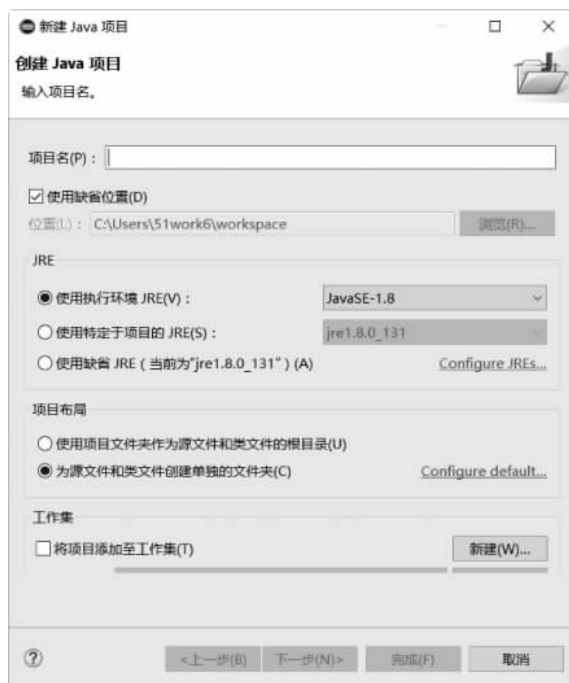 新建 Java 项目
创建 Java 项目
输入项目名。
项目名(P)：
使用缺省位置(D)
位置(L)： C:\Users\51work6\workspace 浏览(R)...
JRE
使用执行环境 JRE(V)： JavaSE-1.8
使用特定于项目的 JRE(S)： jre1.8.0_131
使用缺省 JRE（当前为"jre1.8.0_131"）(A) Configure JREs...
项目布局
使用项目文件夹作为源文件和类文件的根目录(U)
为源文件和类文件创建单独的文件夹(C) Configure default...
工作集
将项目添加至工作集(T) 新建(W)...
? <上一步(B) 下一步(N)> 完成(F) 取消